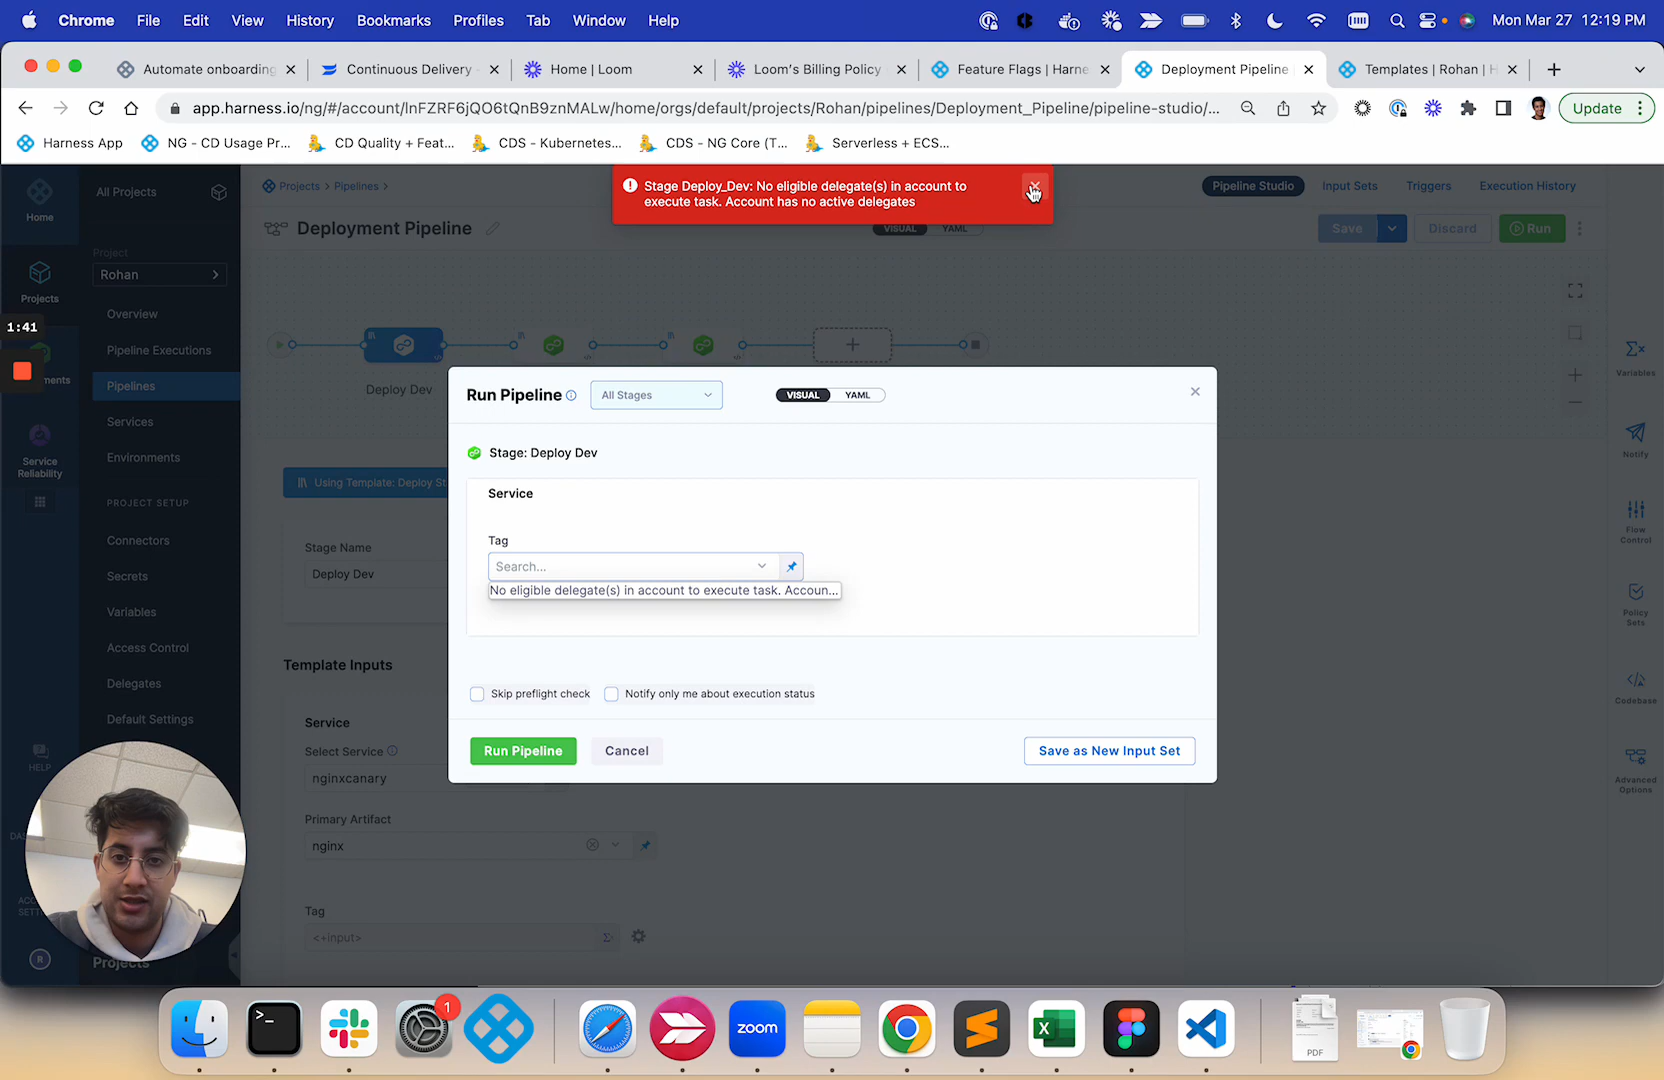 Chrome File Edit View History Bookmarks Profiles Tab Window Help Mon Mar 27 12:19 PM
Automate onboarding Continuous Delivery - Home | Loom Loom's Billing Policy Feature Flags | Harne Deployment Pipeline Templates | Rohan | H
app.harness.io/ng/#/account/lnFZRF6jQO6tQnB9znMALw/home/orgs/default/projects/Rohan/pipelines/Deployment_Pipeline/pipeline-studio/... Update
Harness App NG - CD Usage Pr... CD Quality + Feat... CDS - Kubernetes... CDS - NG Core (T... Serverless + ECS...
Home
All Projects
Projects > Pipelines >
Stage Deploy_Dev: No eligible delegate(s) in account to
execute task. Account has no active delegates
Pipeline Studio Input Sets Triggers Execution History
Deployment Pipeline
VISUAL YAML
Save Discard Run
Projects
Project
Rohan
1:41
ments
Service
Reliability
HELP
R
Overview
Pipeline Executions
Pipelines
Services
Environments
PROJECT SETUP
Connectors
Secrets
Variables
Access Control
Delegates
Default Settings
Projects
Deploy Dev
Using Template: Deploy St
Stage Name
Deploy Dev
Template Inputs
Service
Select Service
nginxcanary
Primary Artifact
nginx
Tag
<+input>
Run Pipeline All Stages VISUAL YAML
Stage: Deploy Dev
Service
Tag
Search...
No eligible delegate(s) in account to execute task. Accoun...
Skip preflight check Notify only me about execution status
Run Pipeline Cancel Save as New Input Set
Variables
Notify
Flow
Control
Policy
Sets
Codebase
Advanced
Options
1
zoom
X
PDF